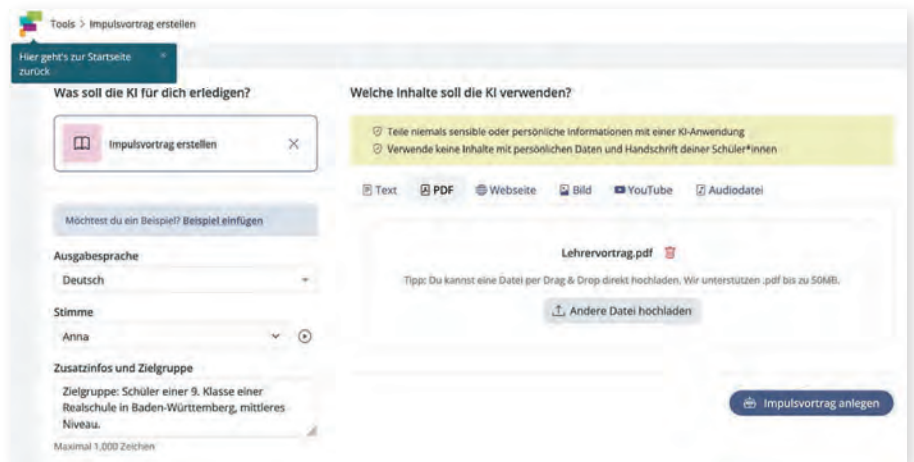 Tools > Impulsvortrag erstellen
Hier geht's zur Startseite
zurück
×
Was soll die KI für dich erledigen?
Impulsvortrag erstellen
Möchtest du ein Beispiel? Beispiel einfügen
Ausgabesprache
Deutsch
Stimme
Anna
Zusatzinfos und Zielgruppe
Zielgruppe: Schüler einer 9. Klasse einer
Realschule in Baden-Württemberg, mittleres
Niveau.
Maximal 1,000 Zeichen
Welche Inhalte soll die KI verwenden?
Teile niemals sensible oder persönliche Informationen mit einer KI-Anwendung
Verwende keine Inhalte mit persönlichen Daten und Handschrift deiner Schüler*innen
Text PDF Webseite Bild YouTube Audiodatei
Lehrervortrag.pdf
Tipp: Du kannst eine Datei per Drag & Drop direkt hochladen. Wir unterstützen .pdf bis zu 50MB.
Andere Datei hochladen
Impulsvortrag anlegen